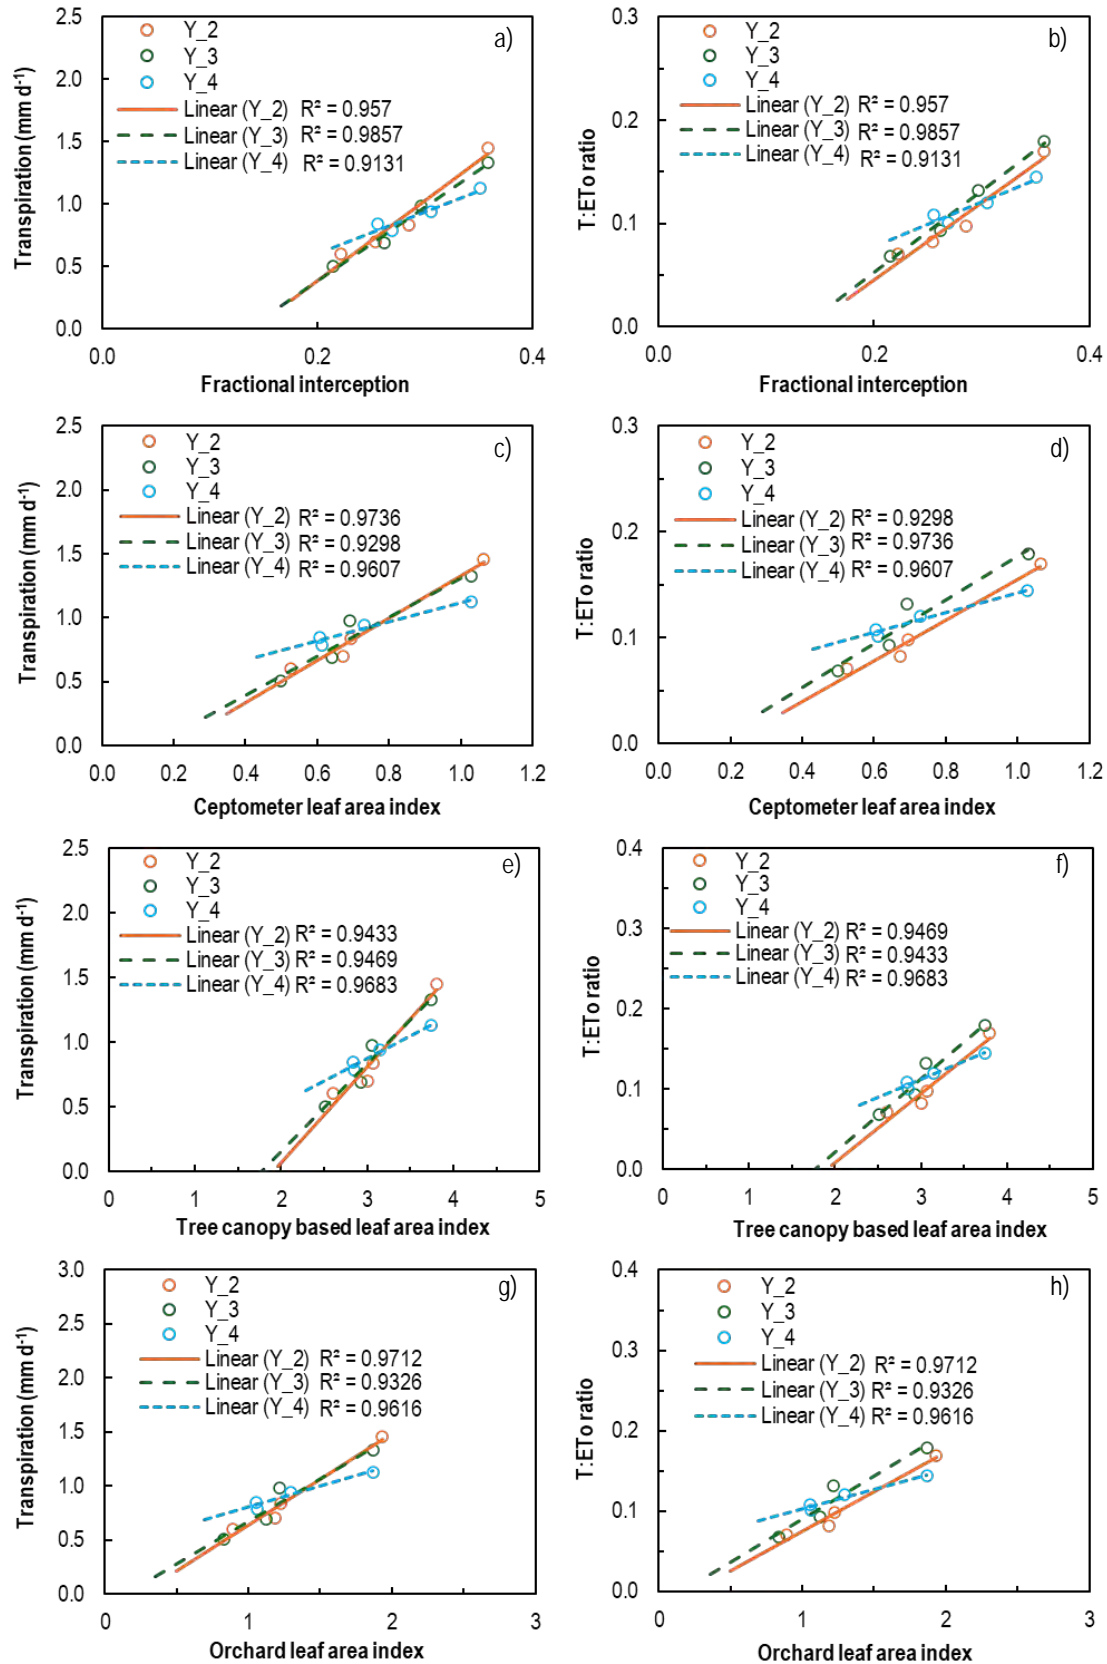 a)
Y_2
Y_3
Y_4
Linear (Y_2) R² = 0.957
Linear (Y_3) R² = 0.9857
Linear (Y_4) R² = 0.9131
2.5
2.0
1.5
1.0
0.5
0.0
0.0 0.2 0.4
Transpiration (mm d-1)
Fractional interception
b)
Y_2
Y_3
Y_4
Linear (Y_2) R² = 0.957
Linear (Y_3) R² = 0.9857
Linear (Y_4) R² = 0.9131
0.3
0.2
0.1
0.0
0.0 0.2 0.4
T:ETo ratio
Fractional interception
c)
Y_2
Y_3
Y_4
Linear (Y_2) R² = 0.9736
Linear (Y_3) R² = 0.9298
Linear (Y_4) R² = 0.9607
2.5
2.0
1.5
1.0
0.5
0.0
0.0 0.2 0.4 0.6 0.8 1.0 1.2
Transpiration (mm d-1)
Ceptometer leaf area index
d)
Y_2
Y_3
Y_4
Linear (Y_2) R² = 0.9298
Linear (Y_3) R² = 0.9736
Linear (Y_4) R² = 0.9607
0.3
0.2
0.1
0.0
0.0 0.2 0.4 0.6 0.8 1.0 1.2
T:ETo ratio
Ceptometer leaf area index
e)
Y_2
Y_3
Y_4
Linear (Y_2) R² = 0.9433
Linear (Y_3) R² = 0.9469
Linear (Y_4) R² = 0.9683
2.5
2.0
1.5
1.0
0.5
0.0
0 1 2 3 4 5
Transpiration (mm d-1)
Tree canopy based leaf area index
f)
Y_2
Y_3
Y_4
Linear (Y_2) R² = 0.9469
Linear (Y_3) R² = 0.9433
Linear (Y_4) R² = 0.9683
0.4
0.3
0.2
0.1
0.0
0 1 2 3 4 5
T:ETo ratio
Tree canopy based leaf area index
g)
Y_2
Y_3
Y_4
Linear (Y_2) R² = 0.9712
Linear (Y_3) R² = 0.9326
Linear (Y_4) R² = 0.9616
3.0
2.5
2.0
1.5
1.0
0.5
0.0
0 1 2 3
Transpiration (mm d-1)
Orchard leaf area index
h)
Y_2
Y_3
Y_4
Linear (Y_2) R² = 0.9712
Linear (Y_3) R² = 0.9326
Linear (Y_4) R² = 0.9616
0.4
0.3
0.2
0.1
0.0
0 1 2 3
T:ETo ratio
Orchard leaf area index